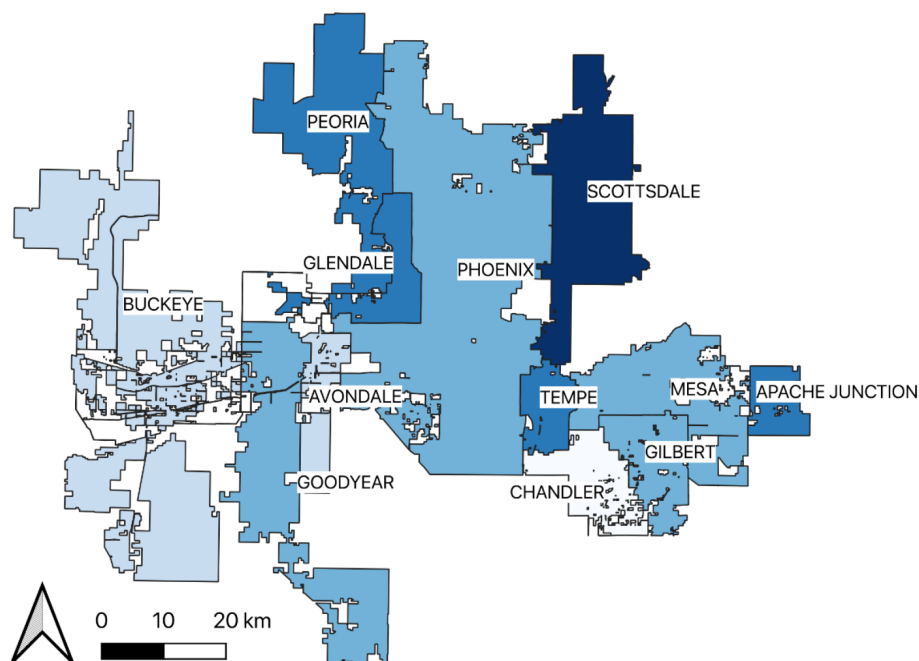 PEORIA
SCOTTSDALE
GLENDALE
PHOENIX
BUCKEYE
AVONDALE
TEMPE
MESA
APACHE JUNCTION
GILBERT
GOODYEAR
CHANDLER
0 10 20 km